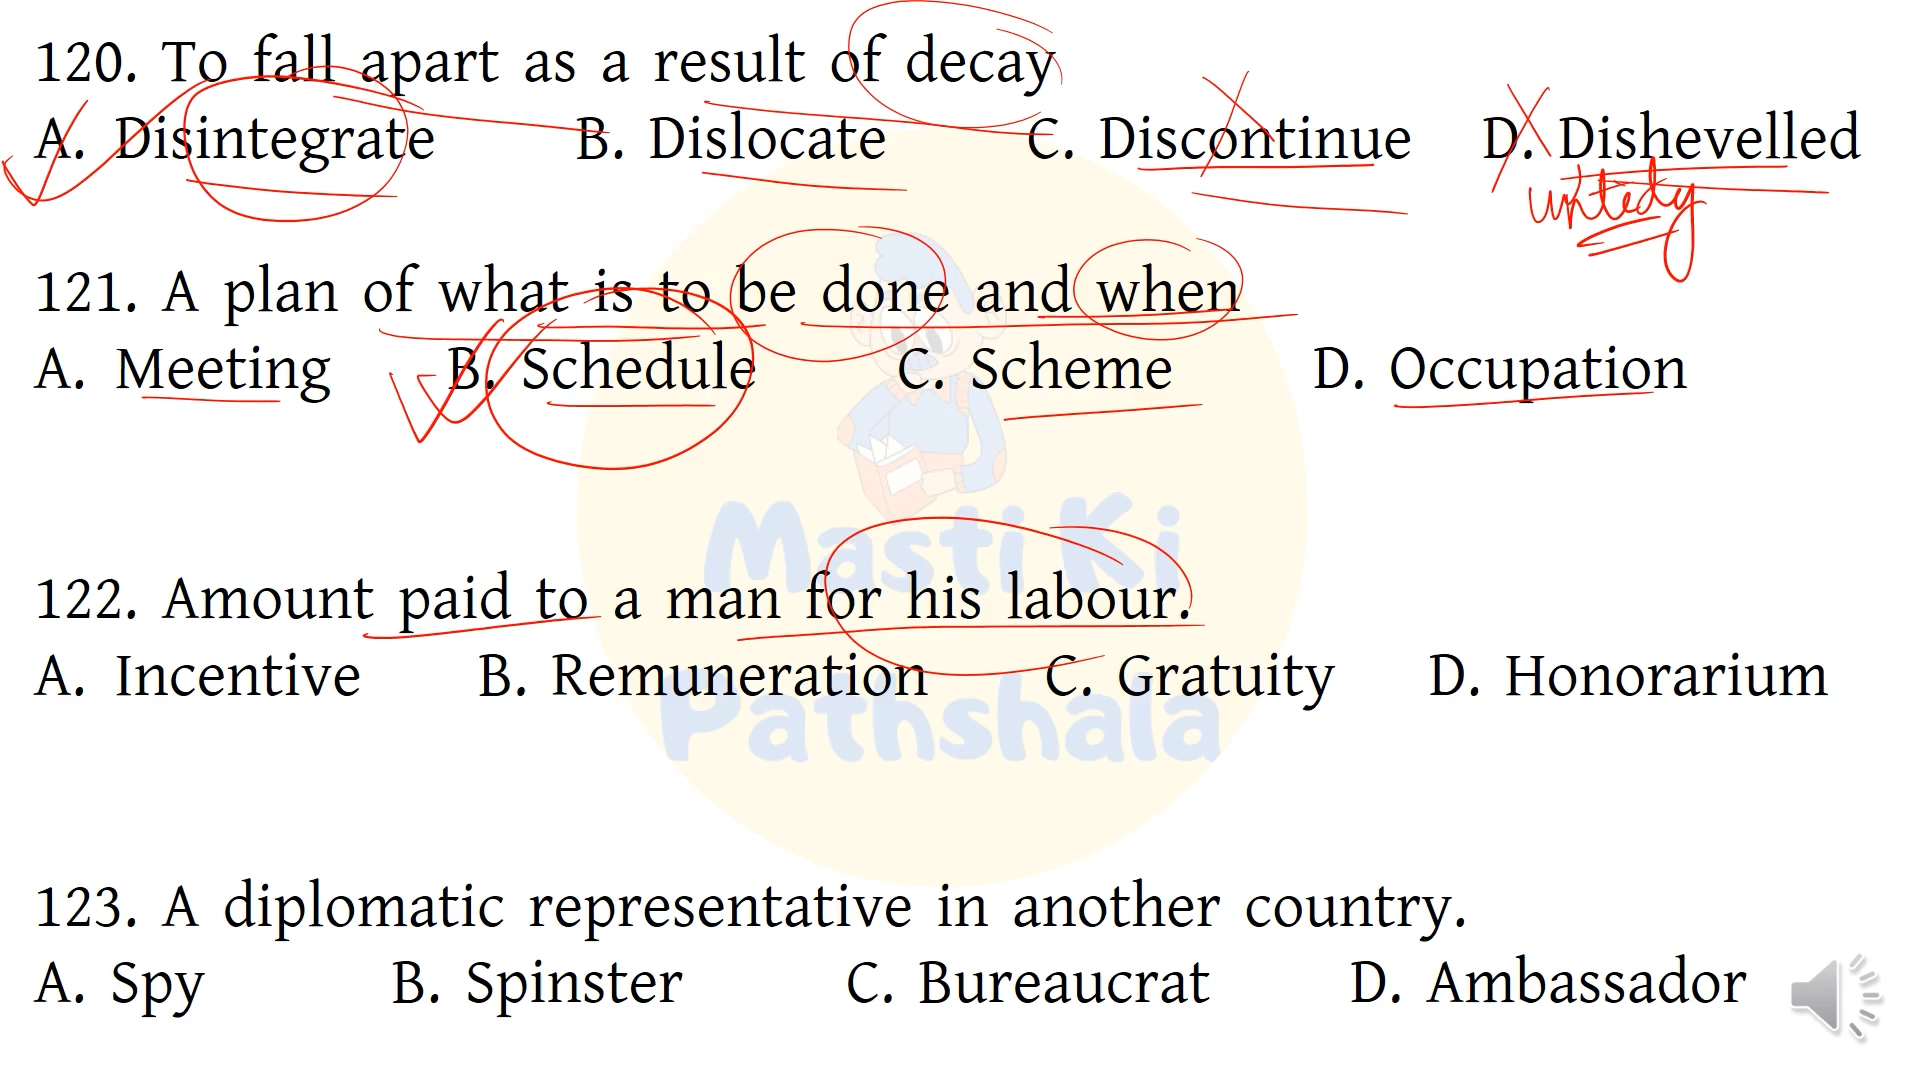 120. To fall apart as a result of decay
A. Disintegrate B. Dislocate C. Discontinue D. Dishevelled
121. A plan of what is to be done and when
A. Meeting B. Schedule C. Scheme D. Occupation
Masti Ki
122. Amount paid to a man for his labour.
A. Incentive B. Remuneration C. Gratuity D. Honorarium
Pathshala
123. A diplomatic representative in another country.
A. Spy B. Spinster C. Bureaucrat D. Ambassador